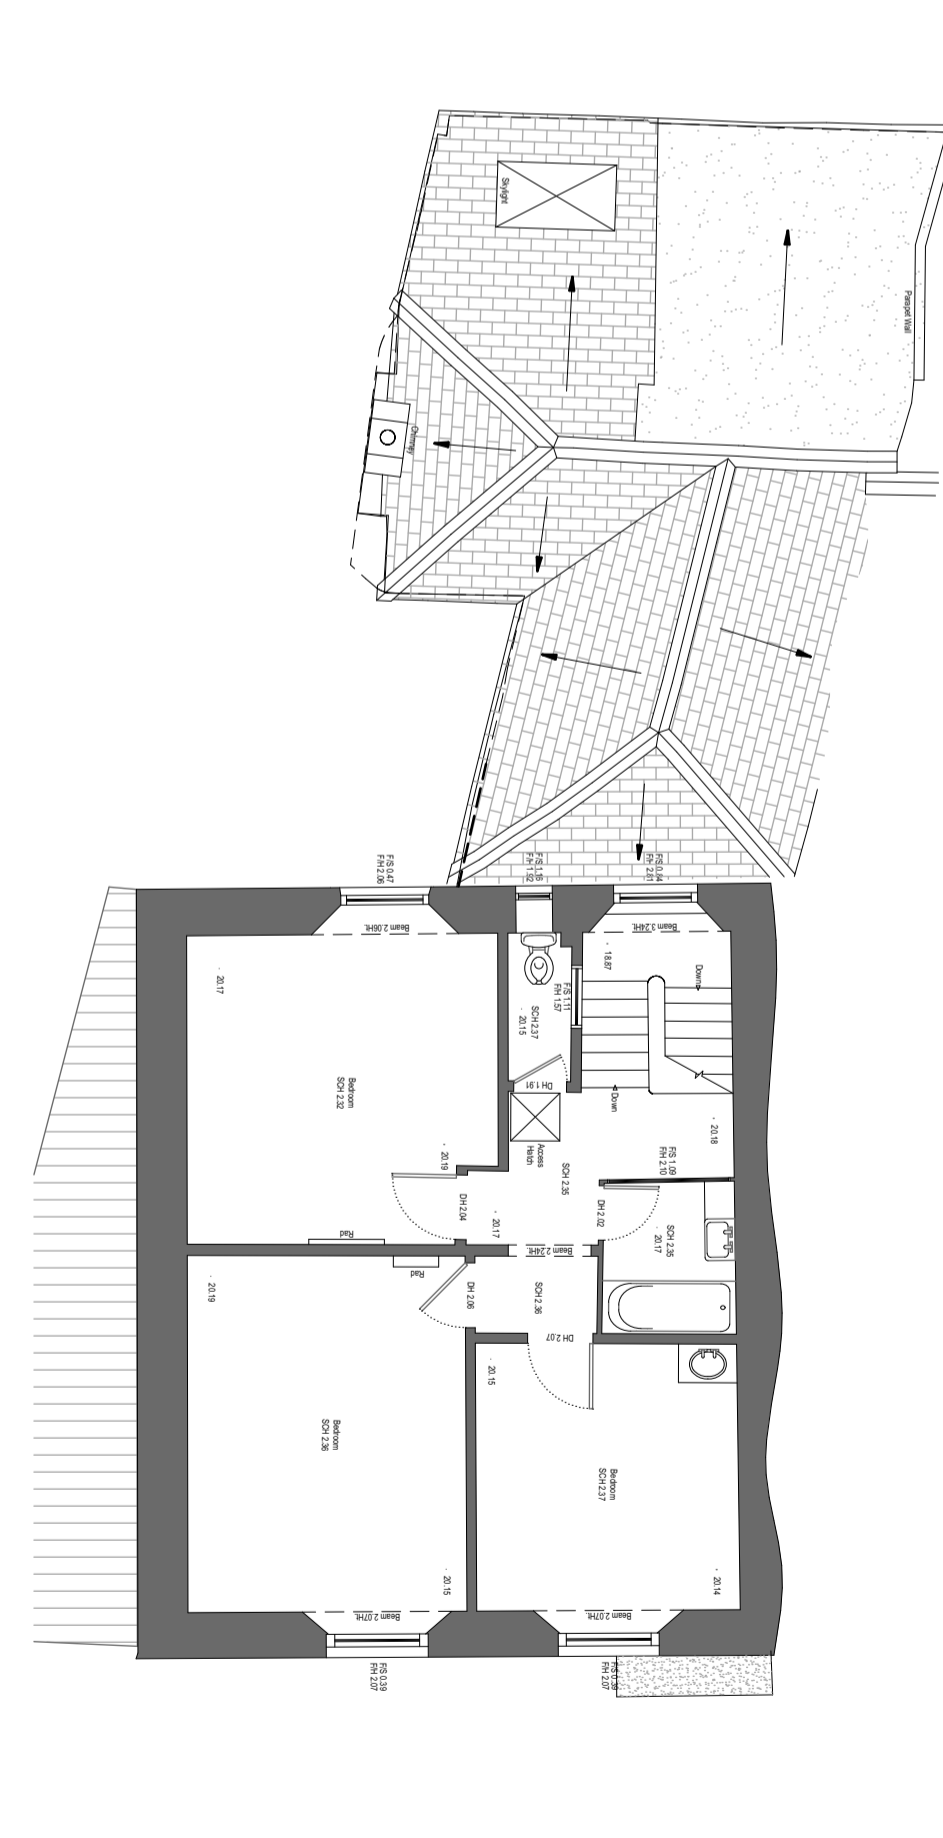 Skylight
Parapet Wall
Chimney
F/S 0.47
F/H 2.06
F/S 1.16
F/H 1.92
F/S 0.84
F/H 2.81
Beam 2.06Ht.
Beam 3.24Ht.
20.17
18.87
Down
F/S 1.11
F/H 1.57
SCH 2.37
20.15
DH 1.91
Down
Bedroom
SCH 2.32
20.18
20.19
Access
Hatch
SCH 2.35
F/S 1.09
F/H 2.10
DH 2.04
20.17
DH 2.02
SCH 2.35
20.17
Rad
Beam 2.24Ht.
Rad
20.19
DH 2.06
SCH 2.36
DH 2.07
20.15
Bedroom
SCH 2.36
Bedroom
SCH 2.37
20.15
20.14
Beam 2.07Ht.
Beam 2.07Ht.
F/S 0.39
F/H 2.07
F/S 0.39
F/H 2.07